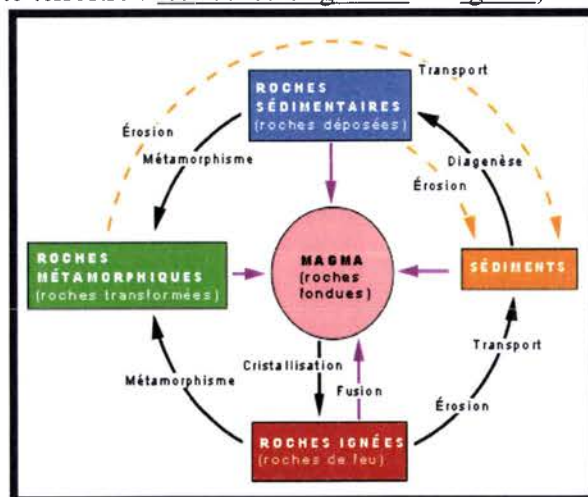 Transport
ROCHES
SÉDIMENTAIRES
(roches déposées)
Érosion
Métamorphisme
Diagenèse
Érosion
ROCHES
MÉTAMORPHIQUES
(roches transformées)
MAGMA
(roches
fondues)
SÉDIMENTS
Cristallisation
Transport
Métamorphisme
Fusion
Érosion
ROCHES IGNÉES
(roches de feu)